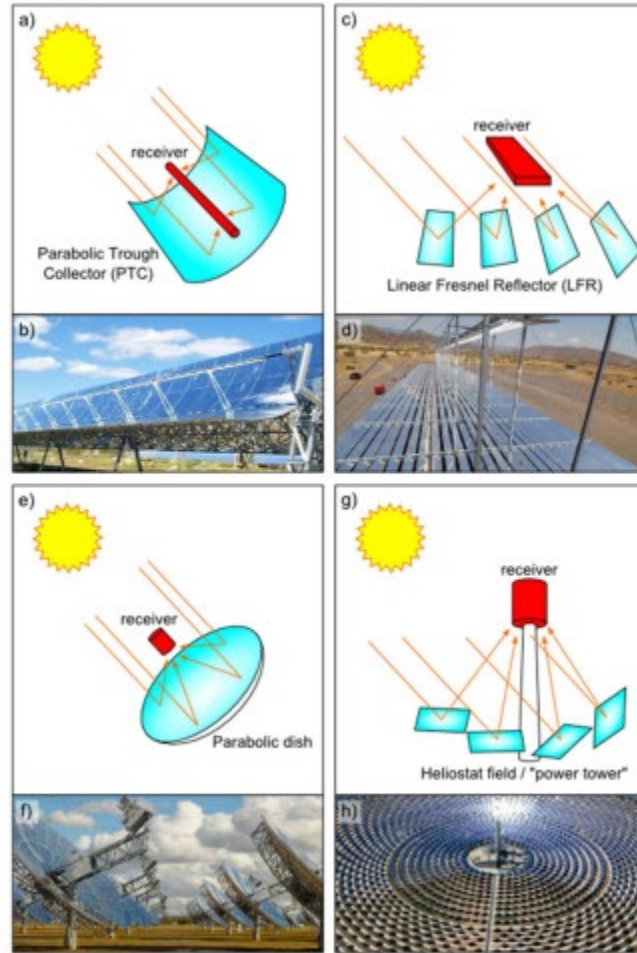 a)
receiver
Parabolic Trough
Collector (PTC)
b)
c)
receiver
Linear Fresnel Reflector (LFR)
d)
e)
receiver
Parabolic dish
f)
g)
receiver
Heliostat field / "power tower"
h)